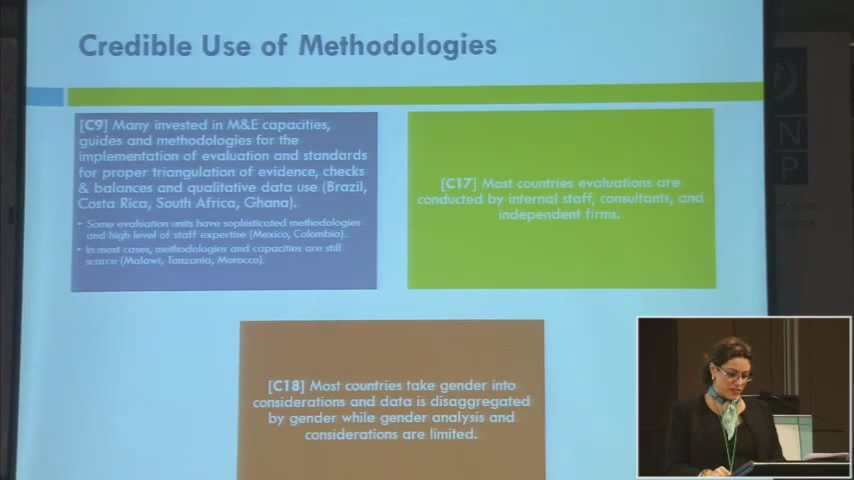 Credible Use of Methodologies
[C9] Many invested in M&E capacities,
guides and methodologies for the
implementation of evaluation and standards
for proper triangulation of evidence, checks
& balances and qualitative data use (Brazil,
Costa Rica, South Africa, Ghana).
• Some evaluation units have sophisticated methodologies
and high level of staff expertise (Mexico, Colombia).
• In most cases, methodologies and capacities are still
scarce (Malawi, Tanzania, Morocco).
[C17] Most countries evaluations are
conducted by internal staff, consultants, and
independent firms.
[C18] Most countries take gender into
considerations and data is disaggregated
by gender while gender analysis and
considerations are limited.
N
P